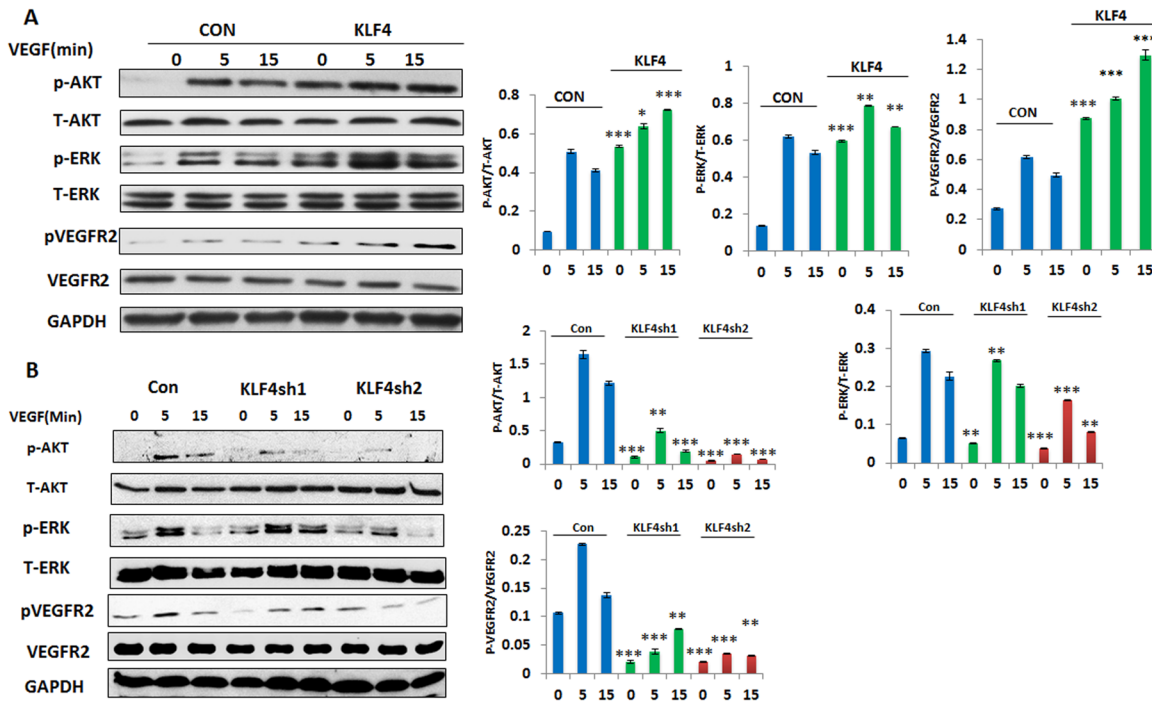 A
CON KLF4
VEGF(min) 0 5 15 0 5 15
p-AKT
T-AKT
p-ERK
T-ERK
pVEGFR2
VEGFR2
GAPDH
P-AKT/T-AKT
0.8
0.6
0.4
0.2
0
CON
KLF4
*** * ***
0 5 15 0 5 15
P-ERK/T-ERK
1
0.8
0.6
0.4
0.2
0
CON
KLF4
*** ** **
0 5 15 0 5 15
P-VEGFR2/VEGFR2
1.4
1.2
1
0.8
0.6
0.4
0.2
0
CON
KLF4
*** *** ***
0 5 15 0 5 15
B
Con KLF4sh1 KLF4sh2
VEGF(Min) 0 5 15 0 5 15 0 5 15
p-AKT
T-AKT
p-ERK
T-ERK
pVEGFR2
VEGFR2
GAPDH
P-AKT/T-AKT
2
1.5
1
0.5
0
Con KLF4sh1 KLF4sh2
*** ** *** *** *** ***
0 5 15 0 5 15 0 5 15
P-ERK/T-ERK
0.4
0.3
0.2
0.1
0
Con KLF4sh1 KLF4sh2
** ** *** *** **
0 5 15 0 5 15 0 5 15
P-VEGFR2/VEGFR2
0.25
0.2
0.15
0.1
0.05
0
Con KLF4sh1 KLF4sh2
*** *** ** *** *** **
0 5 15 0 5 15 0 5 15